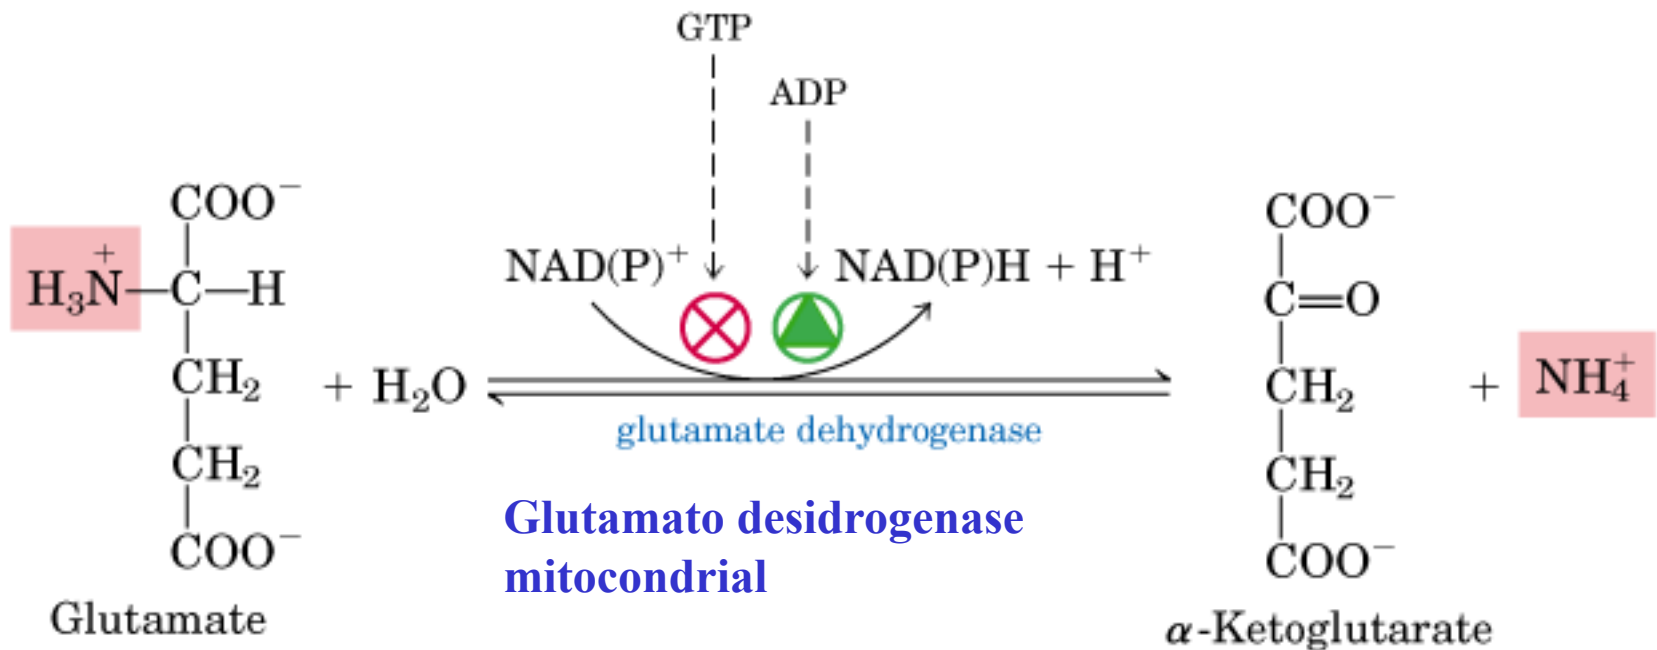 GTP
ADP
COO⁻
H₃N⁺—C—H
CH₂
CH₂
COO⁻
Glutamate
+ H₂O
NAD(P)⁺
NAD(P)H + H⁺
glutamate dehydrogenase
Glutamato desidrogenase
mitocondrial
COO⁻
C=O
CH₂
CH₂
COO⁻
α-Ketoglutarate
+ NH₄⁺